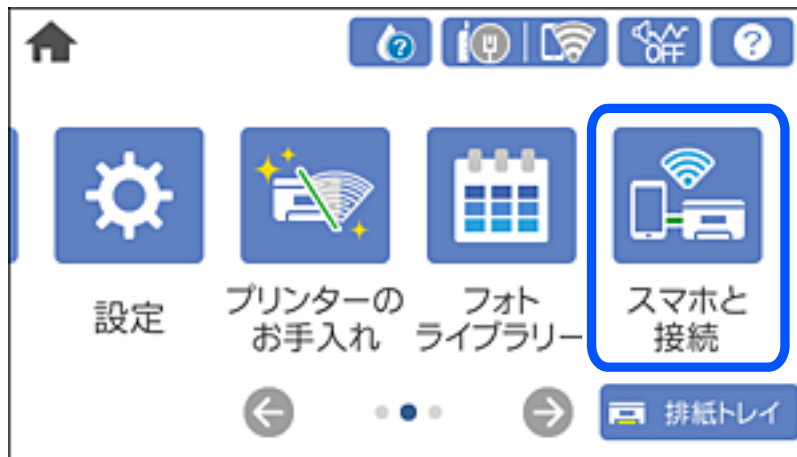 ?
OFF
?
設定
プリンターの
お手入れ
フォト
ライブラリー
スマホと
接続
排紙トレイ